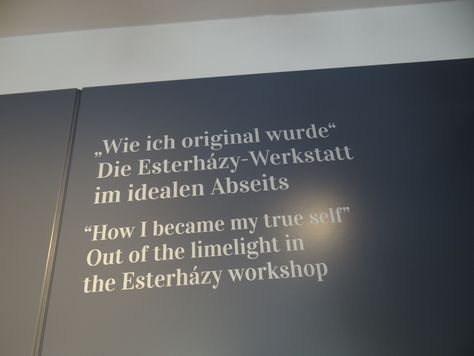 „Wie ich original wurde“
Die Esterházy-Werkstatt
im idealen Abseits
“How I became my true self”
Out of the limelight in
the Esterházy workshop